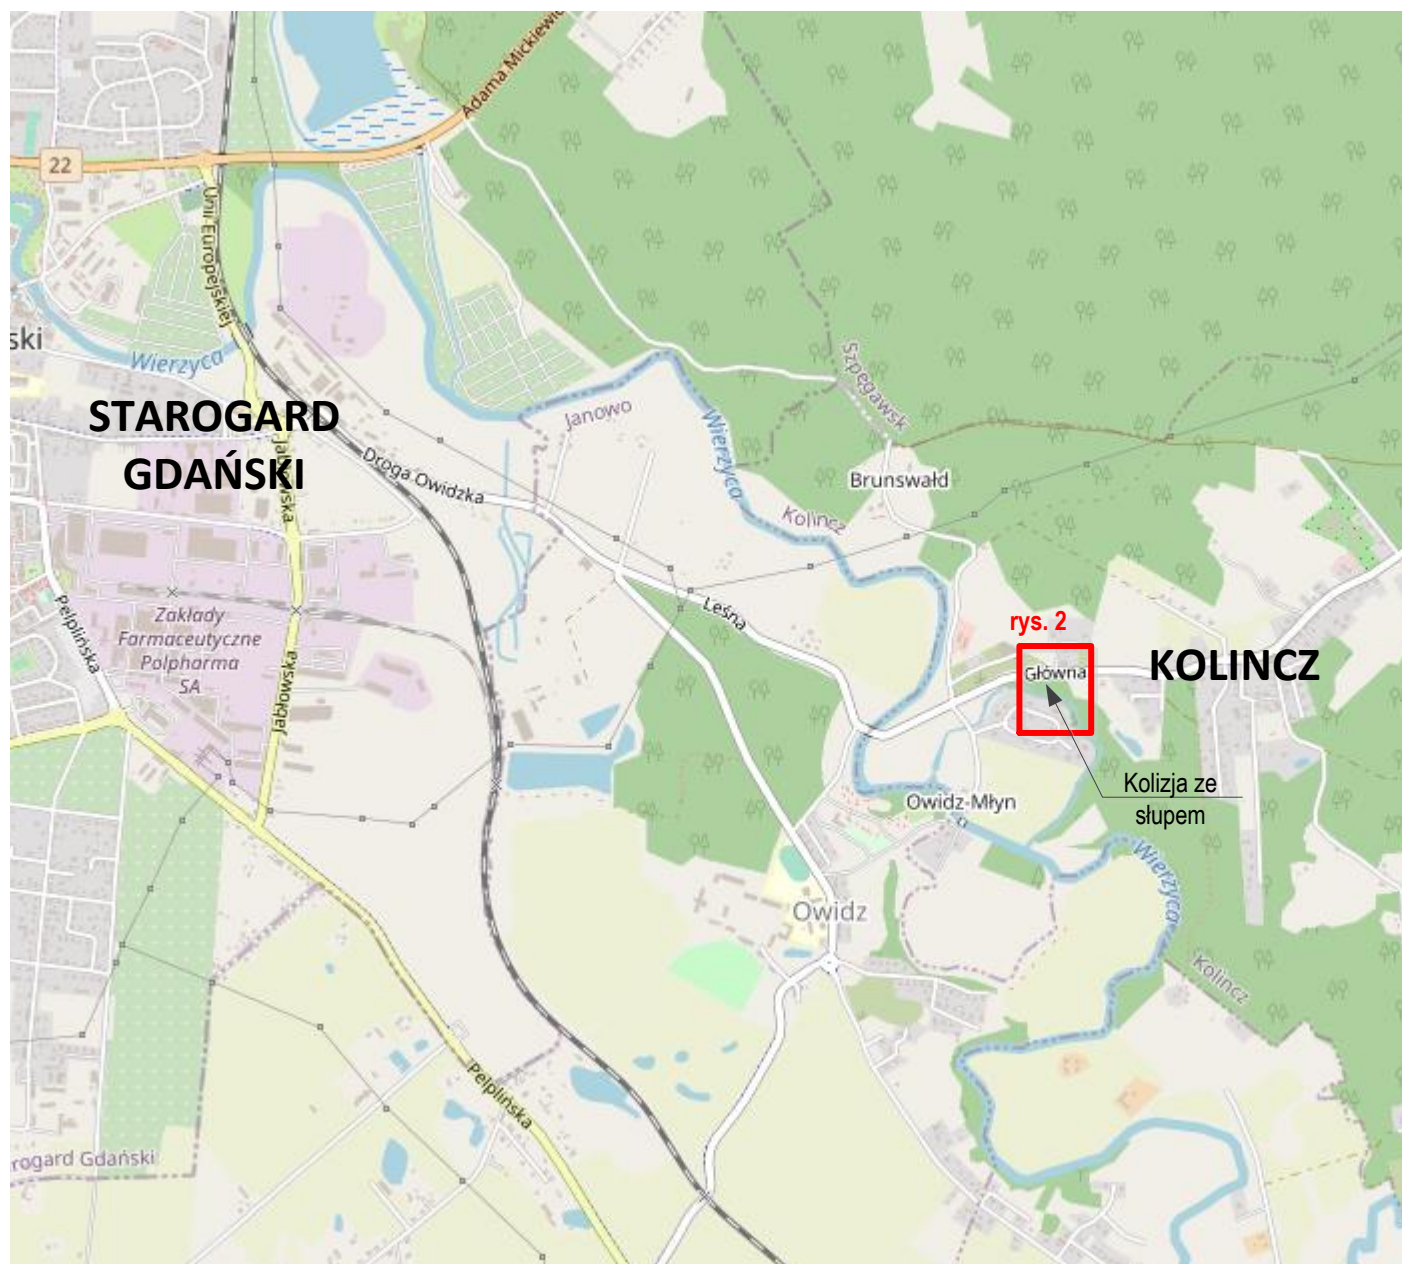 Adama Mickiewic
22
Unii Europejskiej
ski
Wierzyca
STAROGARD
GDAŃSKI
Jabłowska
Droga Owidzka
Janowo
Wierzyca
Szpęgawsk
Brunswałd
Kolincz
Zakłady
Farmaceutyczne
Polpharma
SA
Pelplińska
Jabłowska
Leśna
rys. 2
Główna
KOLINCZ
Kolizja ze
słupem
Owidz-Młyn
Wierzyca
Owidz
Kolincz
Pelplińska
rogard Gdański